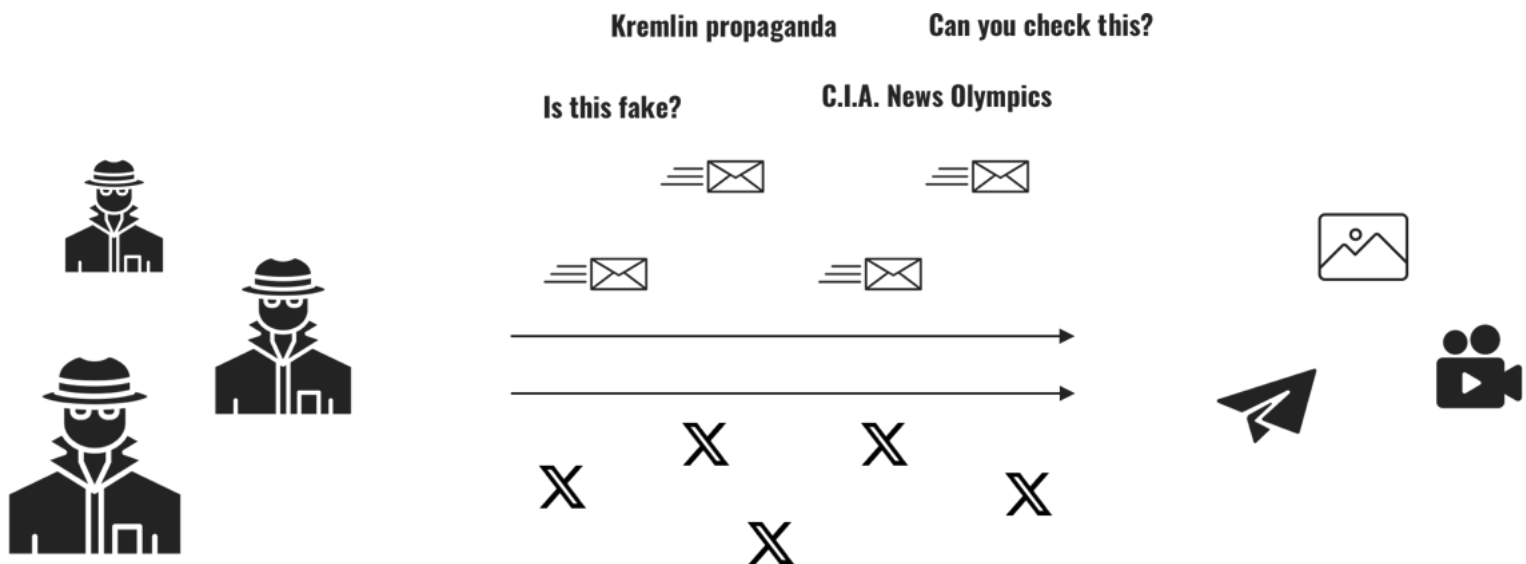 Kremlin propaganda
Can you check this?
Is this fake?
C.I.A. News Olympics